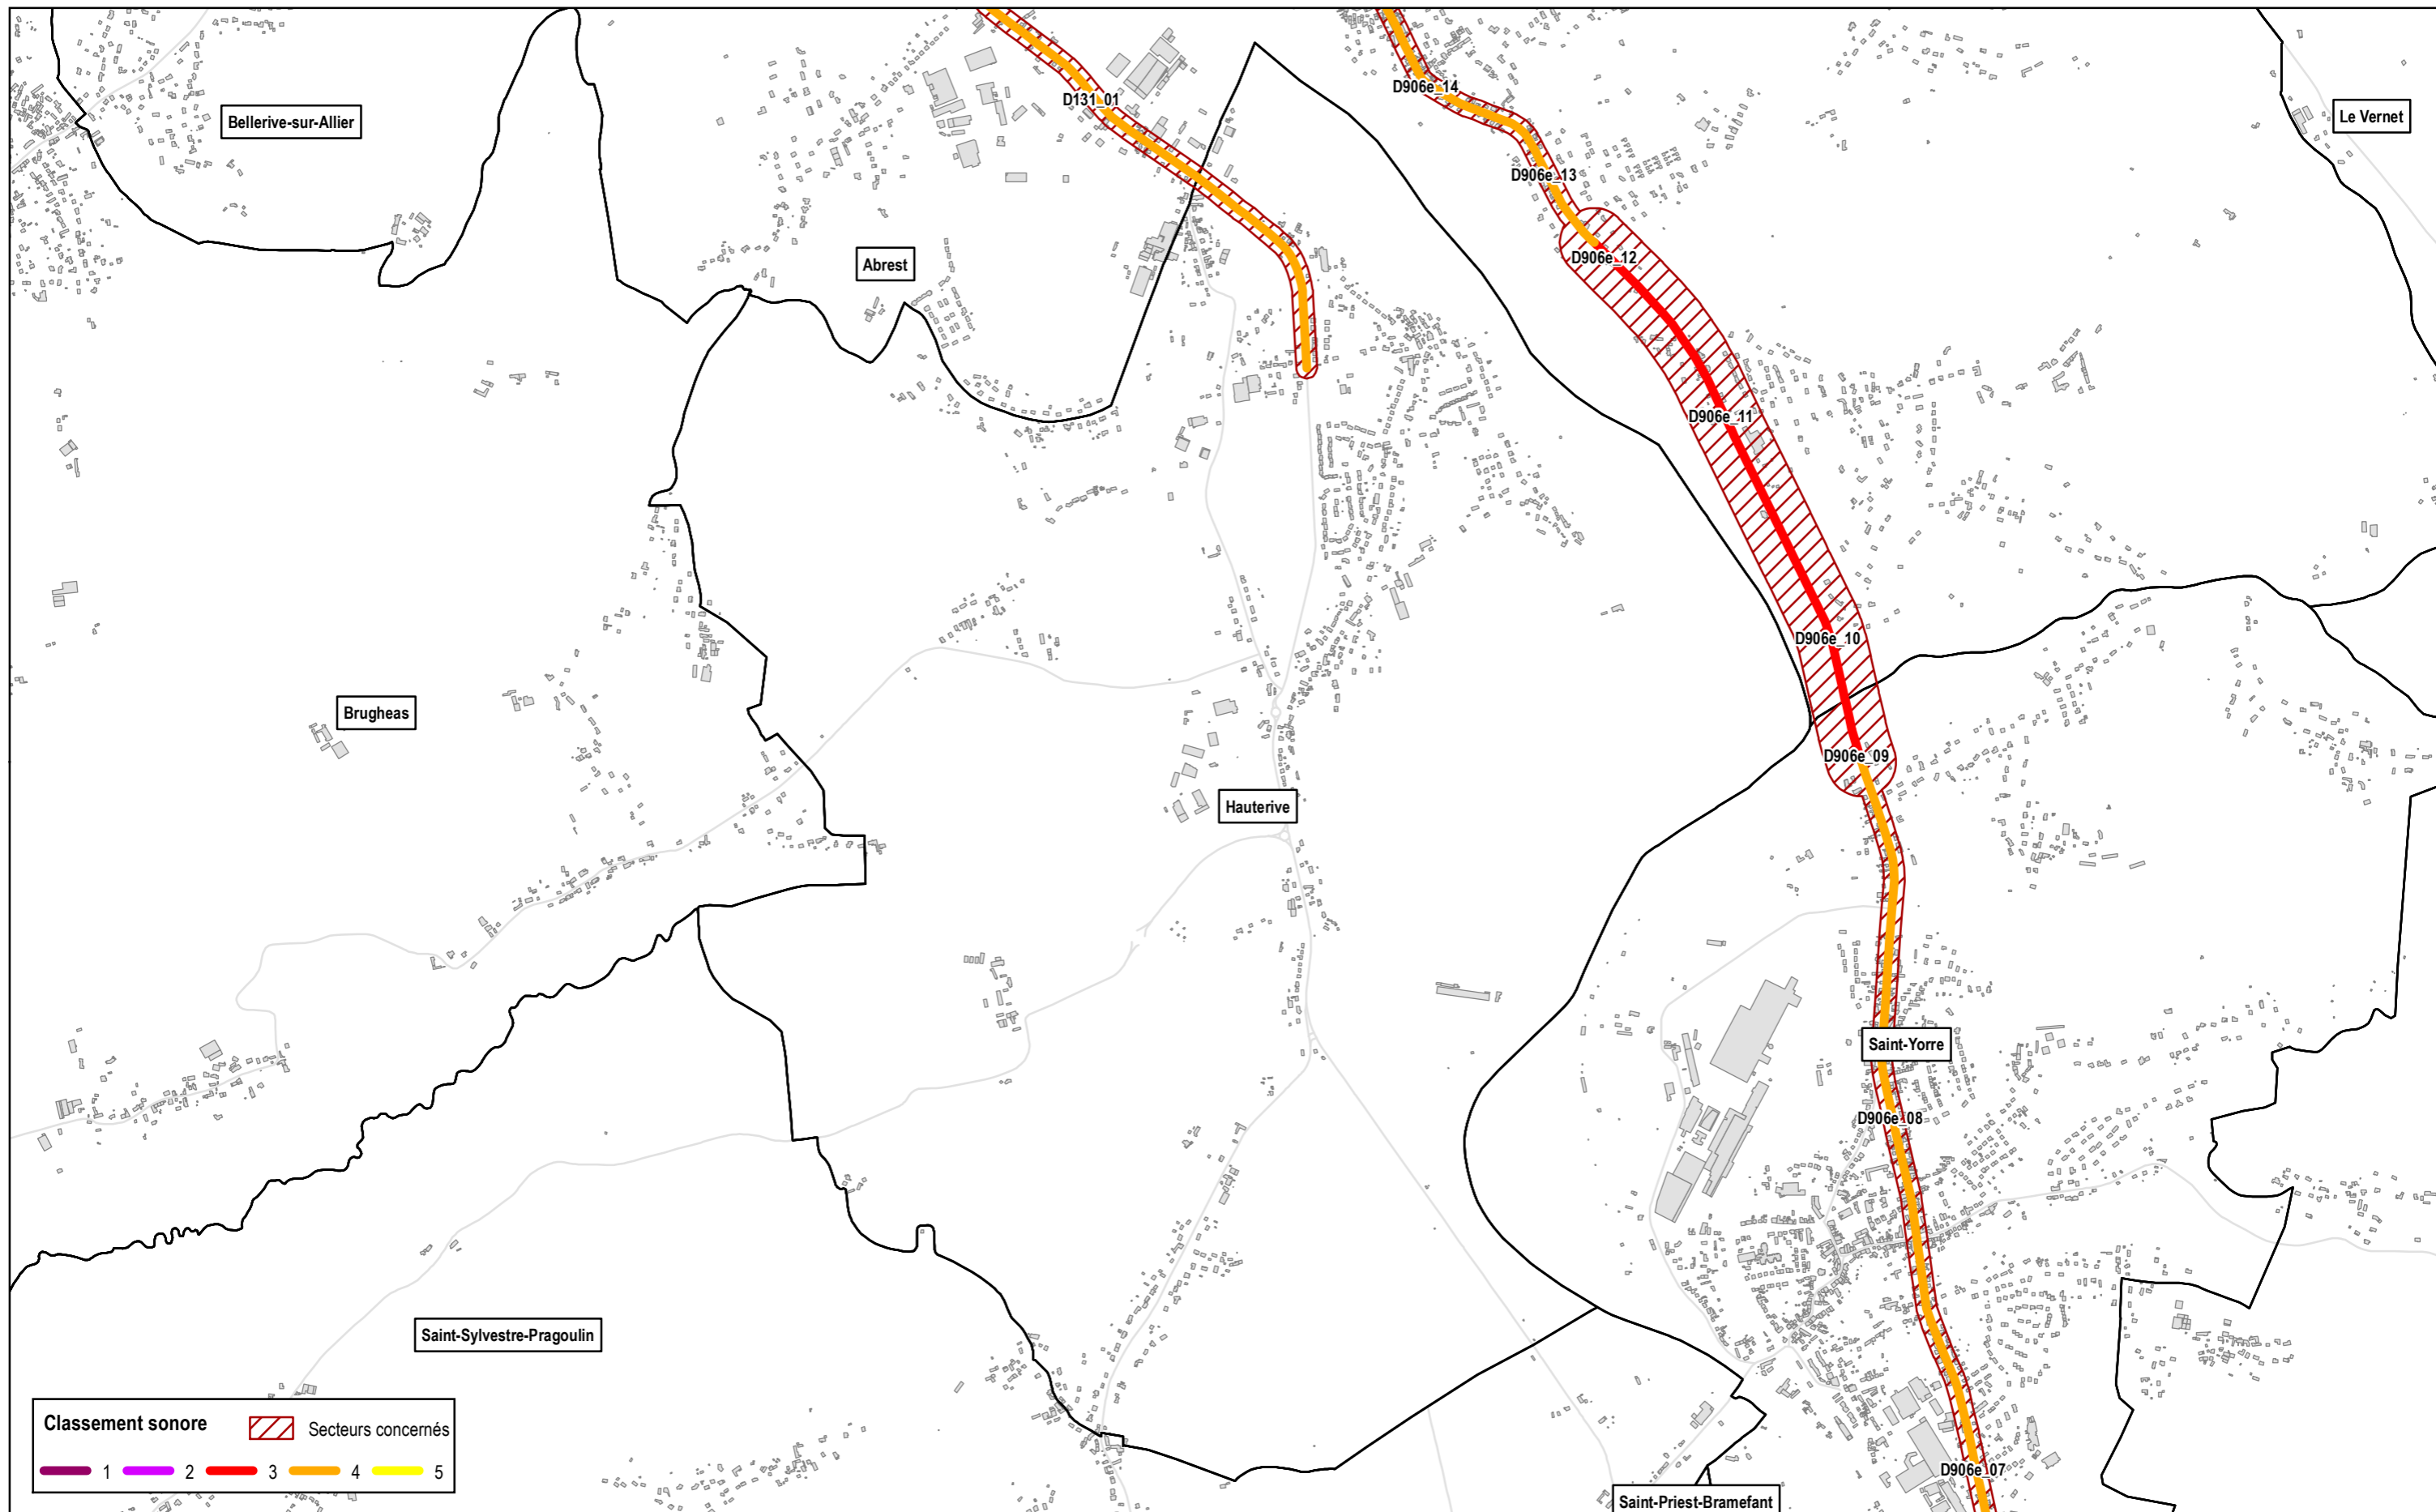 D906e_14
D131_01
Bellerive-sur-Allier
Le Vernet
D906e_13
D906e_12
Abrest
D906e_11
D906e_10
Brugheas
D906e_09
Hauterive
Saint-Yorre
D906e_08
Saint-Sylvestre-Pragoulin
Classement sonore
Secteurs concernés
1 2 3 4 5
D906e_07
Saint-Priest-Bramefant